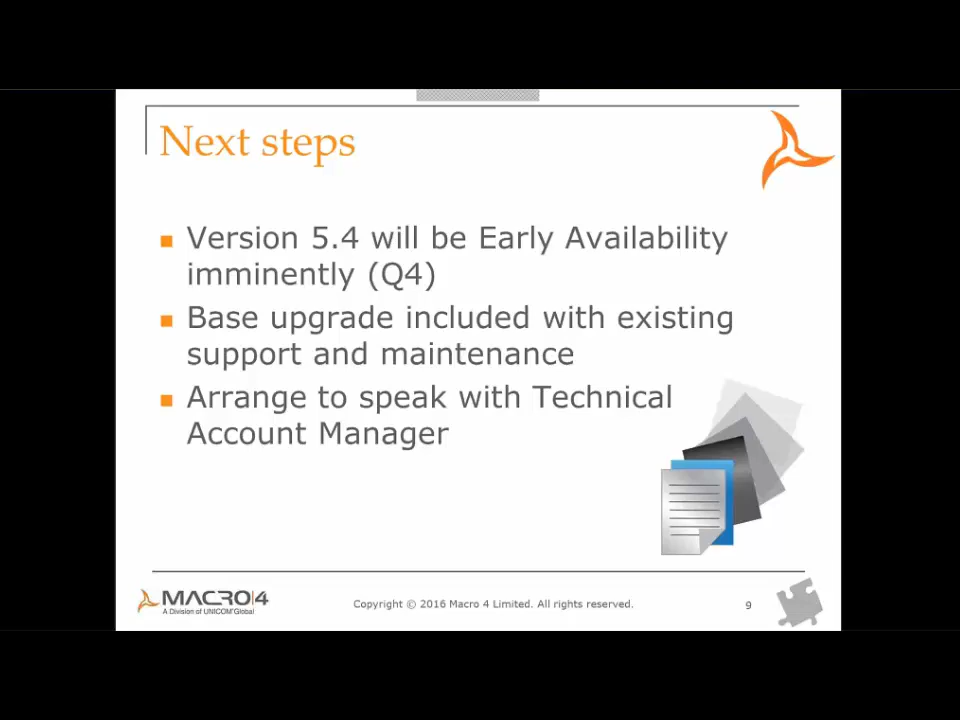 Next steps
Version 5.4 will be Early Availability
imminently (Q4)
Base upgrade included with existing
support and maintenance
Arrange to speak with Technical
Account Manager
MACRO 4
A Division of UNICOM Global
Copyright © 2016 Macro 4 Limited. All rights reserved.
9